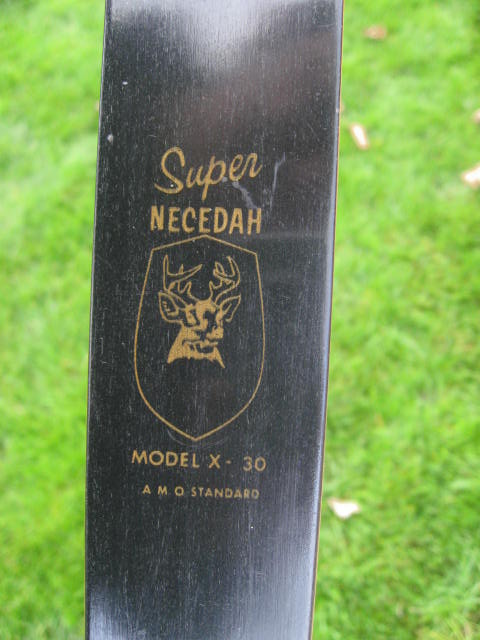 Super
NECEDAH
MODEL X - 30
A M O STANDARD